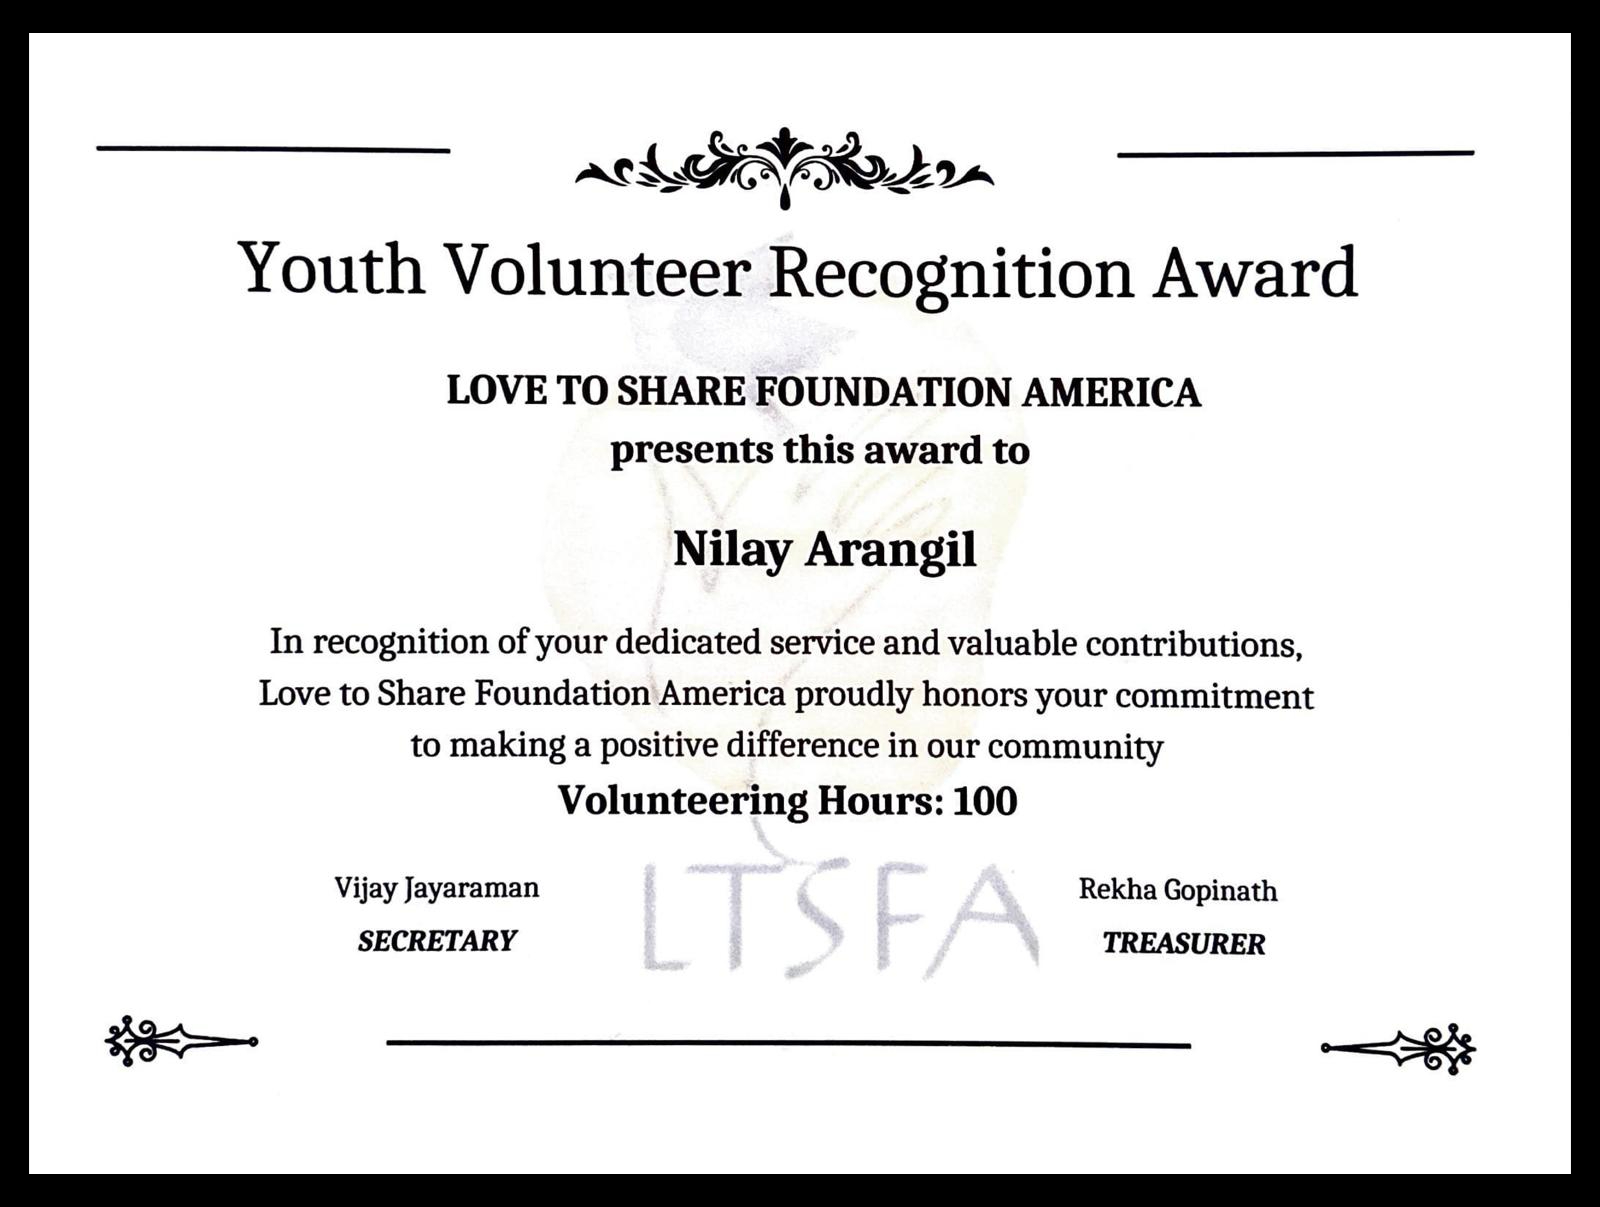 Youth Volunteer Recognition Award
LOVE TO SHARE FOUNDATION AMERICA
presents this award to
Nilay Arangil
In recognition of your dedicated service and valuable contributions,
Love to Share Foundation America proudly honors your commitment
to making a positive difference in our community
Volunteering Hours: 100
Vijay Jayaraman
SECRETARY
Rekha Gopinath
TREASURER
LTSFA